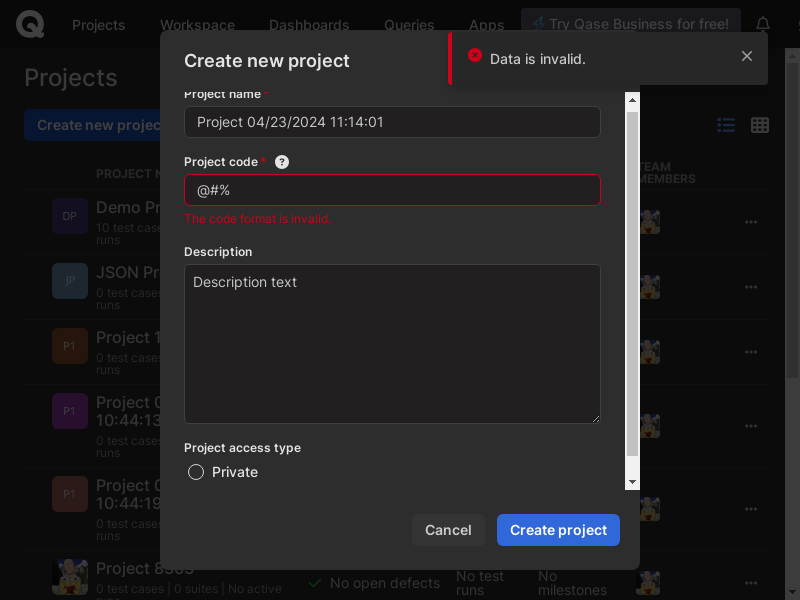 Projects Workspace Dashboards Queries Apps ⚡ Try Qase Business for free!
Create new project
Data is invalid.
Projects
Project name *
Create new projec
Project 04/23/2024 11:14:01
Project code * ?
PROJECT N
TEAM
MEMBERS
@#%
The code format is invalid.
DP
Demo Pr
10 test case
runs
Description
Description text
JP
JSON Pr
0 test cases
runs
P1
Project 1
0 test cases
runs
P1
Project 0
10:44:13
0 test cases
runs
Project access type
Private
P1
Project 0
10:44:19
0 test cases
runs
Cancel
Create project
Project 8503
0 test cases | 0 suites | No active
No open defects
No test
runs
No
milestones